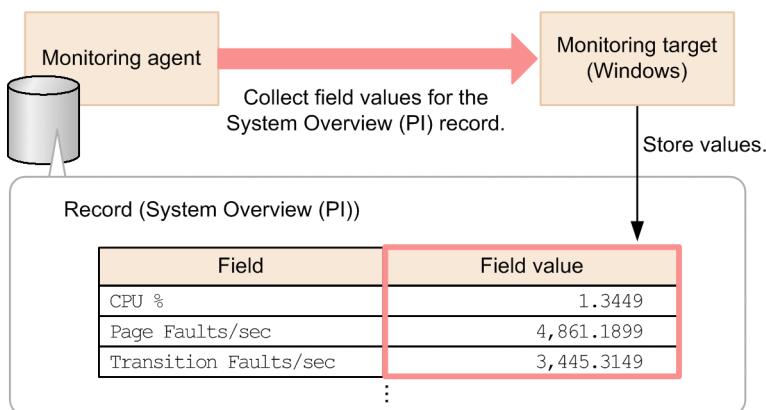 Monitoring agent
Monitoring target
(Windows)
Collect field values for the
System Overview (PI) record.
Store values.
Record (System Overview (PI))
Field Field value
CPU % 1.3449
Page Faults/sec 4,861.1899
Transition Faults/sec 3,445.3149
⋮